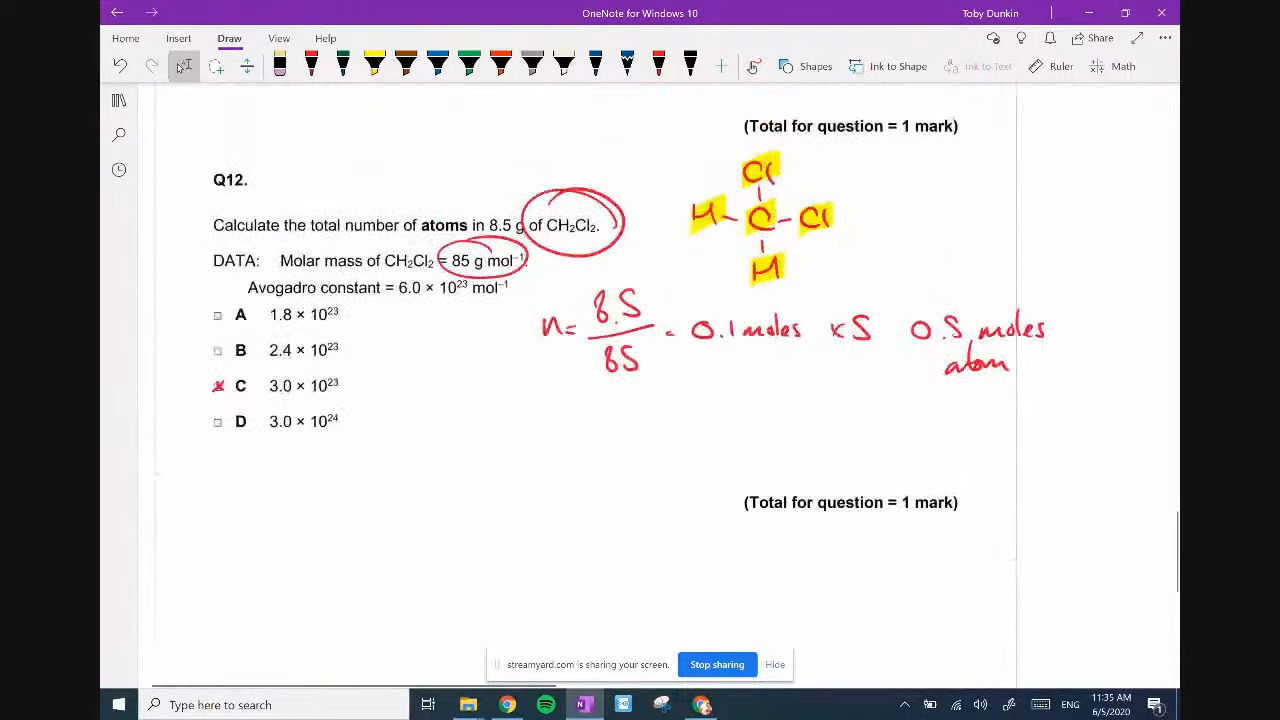 OneNote for Windows 10
Toby Dunkin
Home Insert Draw View Help
Share
Shapes Ink to Shape Ink to Text Ruler Math
(Total for question = 1 mark)
Q12.
Calculate the total number of atoms in 8.5 g of CH₂Cl₂.
DATA: Molar mass of CH₂Cl₂ = 85 g mol⁻¹.
Avogadro constant = 6.0 × 10²³ mol⁻¹
A 1.8 × 10²³
B 2.4 × 10²³
C 3.0 × 10²³
D 3.0 × 10²⁴
Cl
H - C - Cl
H
n = 8.5 / 85 = 0.1 moles × 5 0.5 moles
atom
(Total for question = 1 mark)
streamyard.com is sharing your screen. Stop sharing Hide
Type here to search
ENG
11:35 AM
6/5/2020
1